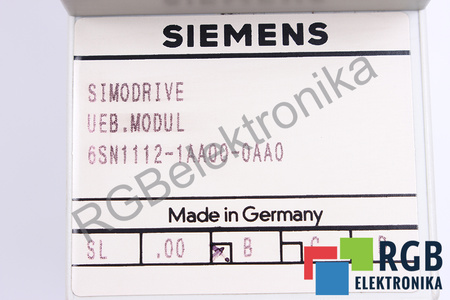 SIEMENS
SIMODRIVE
UEB.MODUL
6SN1112-1AA00-0AA0
RGBelektronika
Made in Germany
SL .00 B C
RGB
ELEKTRONIKA